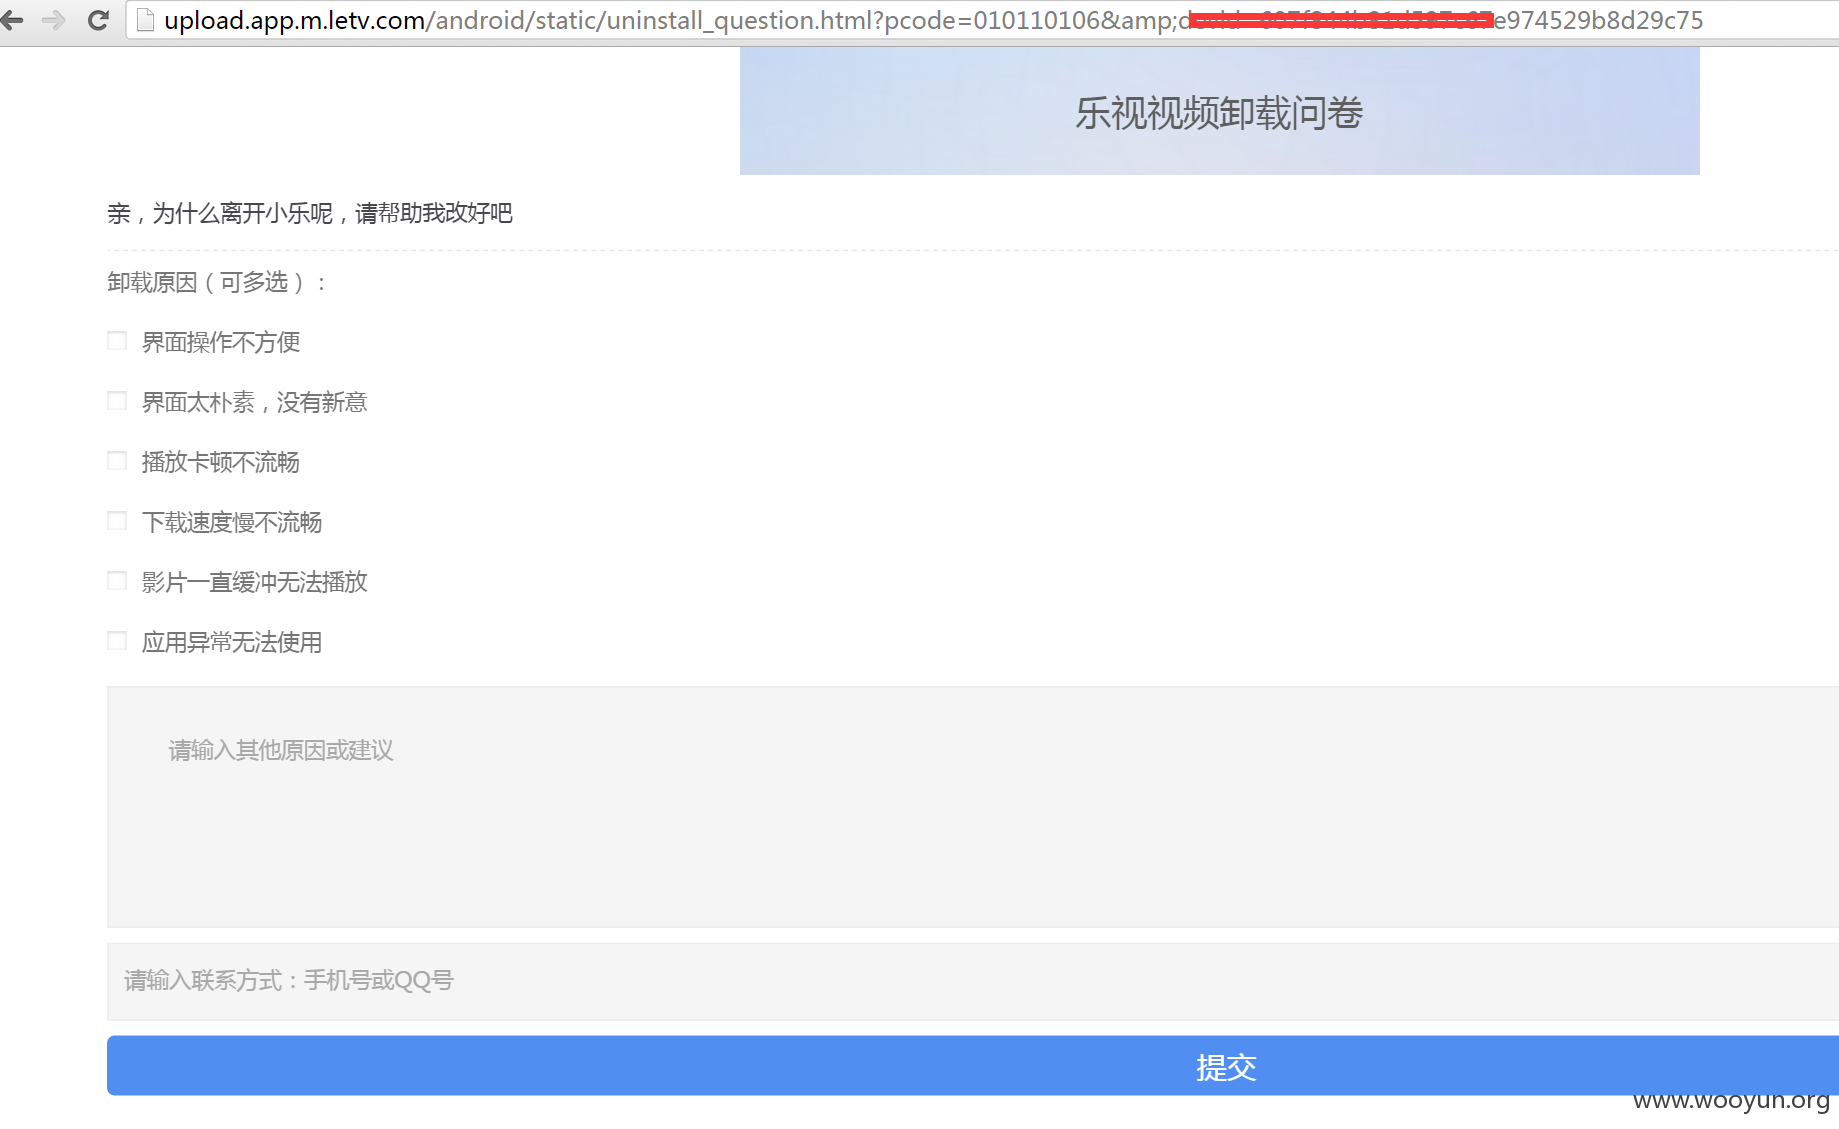 upload.app.m.letv.com/android/static/uninstall_question.html?pcode=010110106&amp;d e974529b8d29c75
乐视视频卸载问卷
亲，为什么离开小乐呢，请帮助我改好吧
卸载原因（可多选）：
界面操作不方便
界面太朴素，没有新意
播放卡顿不流畅
下载速度慢不流畅
影片一直缓冲无法播放
应用异常无法使用
请输入其他原因或建议
请输入联系方式：手机号或QQ号
提交
www.wooyun.org